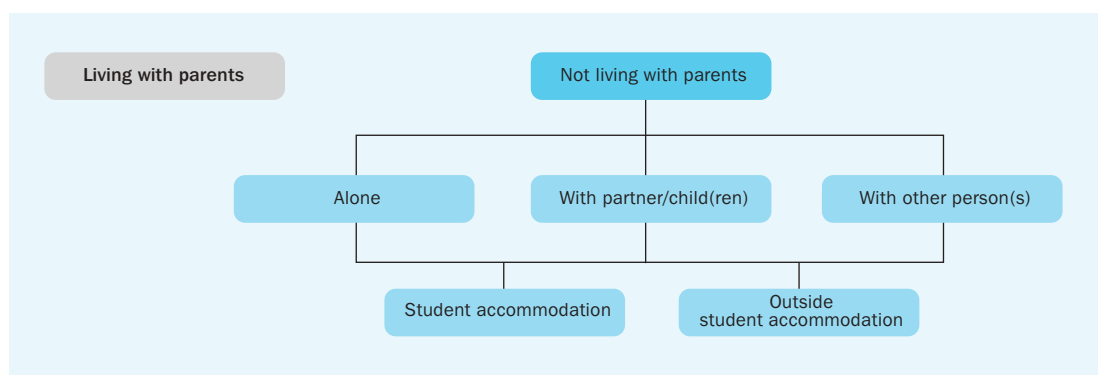 Living with parents
Not living with parents
Alone
With partner/child(ren)
With other person(s)
Student accommodation
Outside
student accommodation